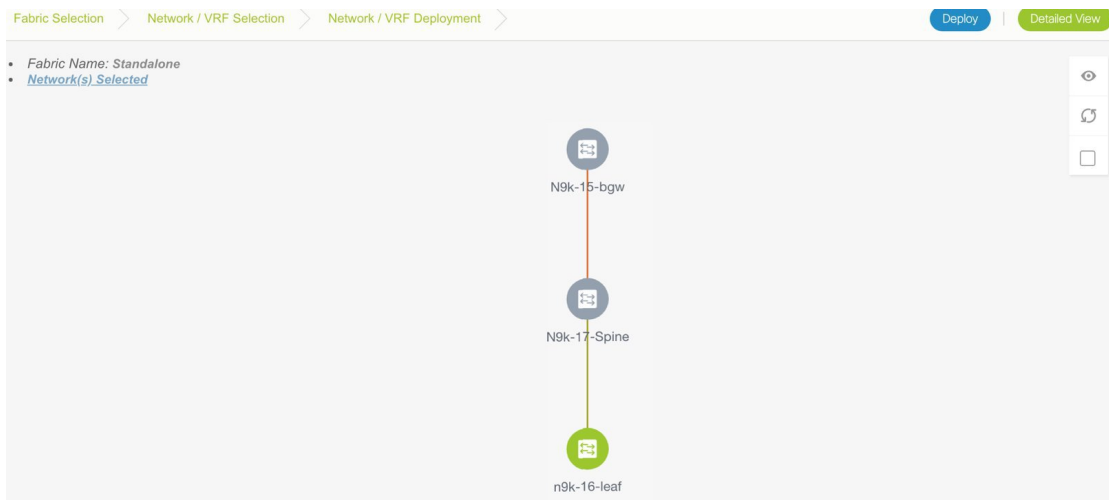 Fabric Selection Network / VRF Selection Network / VRF Deployment Deploy Detailed View
Fabric Name: Standalone
Network(s) Selected
N9k-15-bgw
N9k-17-Spine
n9k-16-leaf